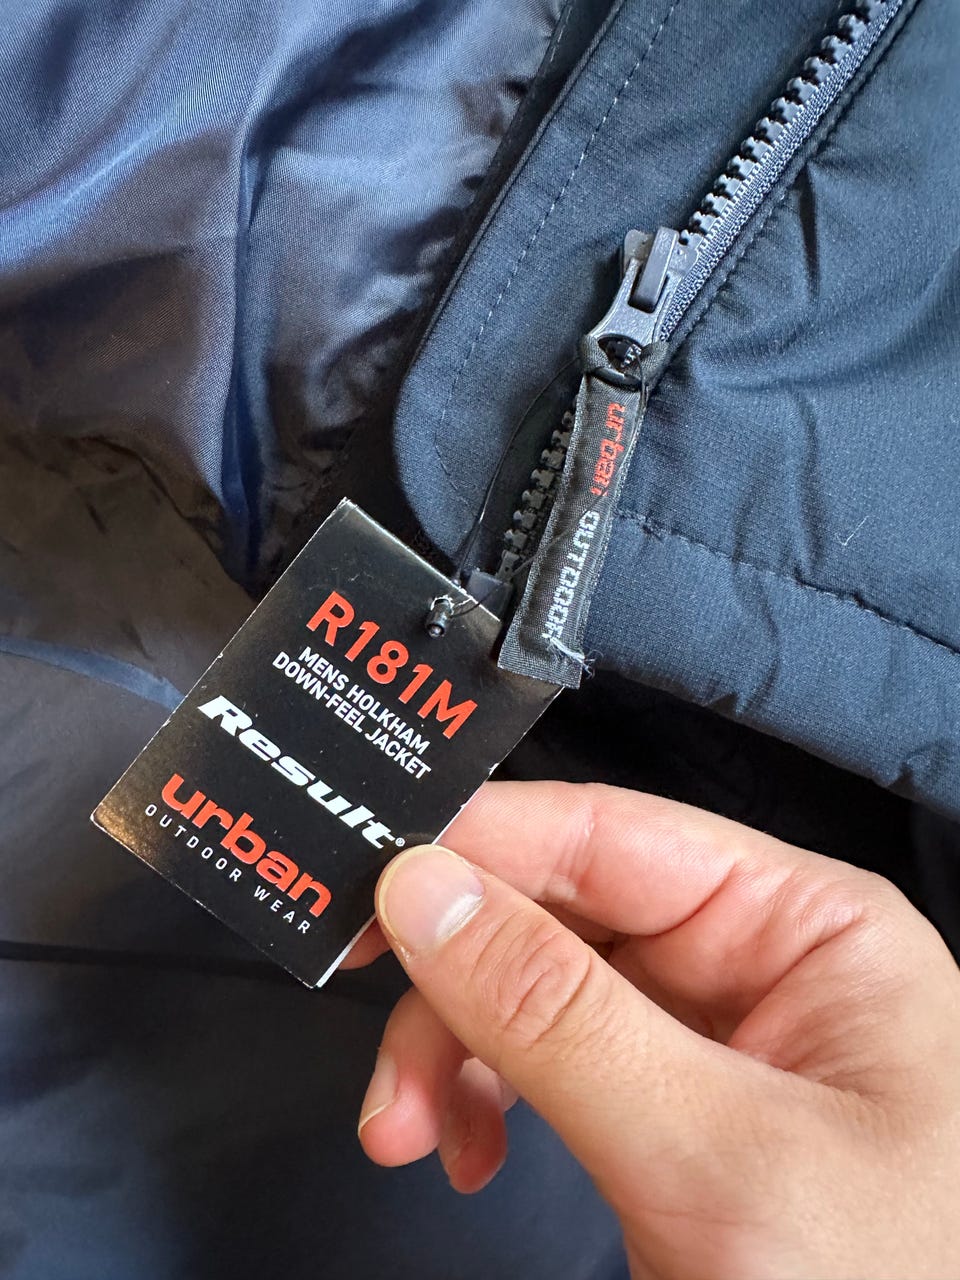 R181M
MENS HOLKHAM
DOWN-FEEL JACKET
Result®
urban
OUTDOOR WEAR
urban
OUTDOOR